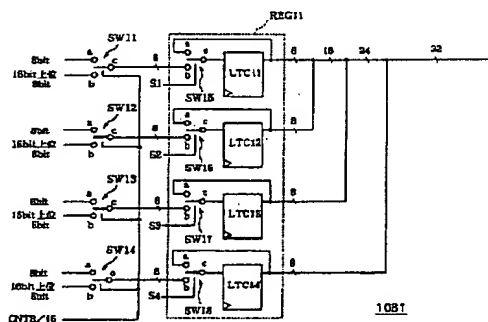 REG11
SW11
a
8bit
16bit 上位
8bit
b
c
8
a
b
c
S1
SW15
LTC11
8
16
24
32
SW12
a
8bit
16bit 上位
8bit
b
c
8
a
b
c
S2
SW16
LTC12
8
SW13
a
8bit
16bit 上位
8bit
b
c
8
a
b
c
S3
SW17
LTC13
8
SW14
a
8bit
16bit 上位
8bit
b
c
8
a
b
c
S4
SW18
LTC14
8
CNT8/16
108f